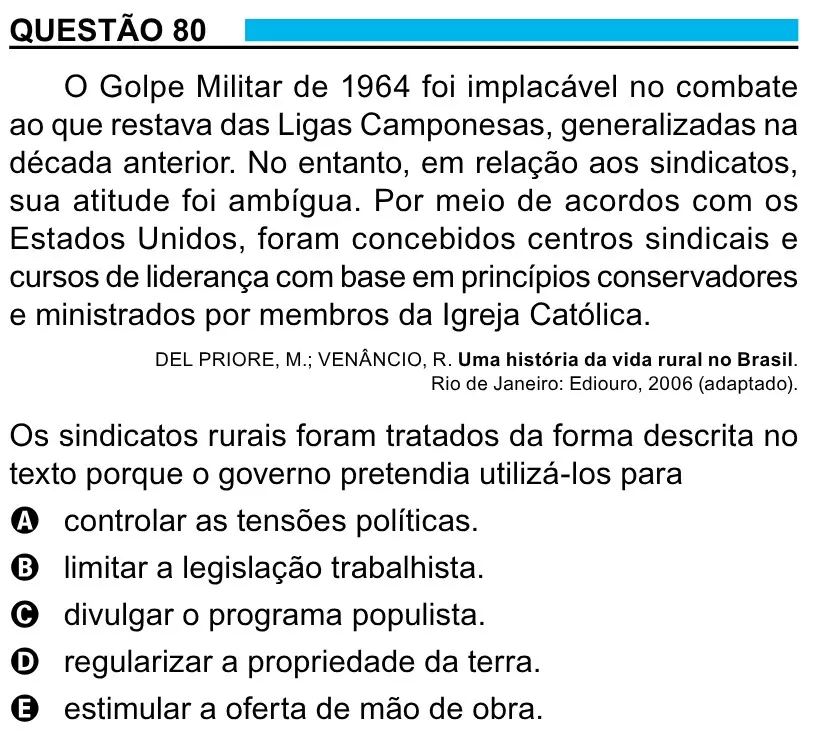 QUESTÃO 80
O Golpe Militar de 1964 foi implacável no combate
ao que restava das Ligas Camponesas, generalizadas na
década anterior. No entanto, em relação aos sindicatos,
sua atitude foi ambígua. Por meio de acordos com os
Estados Unidos, foram concebidos centros sindicais e
cursos de liderança com base em princípios conservadores
e ministrados por membros da Igreja Católica.
DEL PRIORE, M.; VENÂNCIO, R. Uma história da vida rural no Brasil.
Rio de Janeiro: Ediouro, 2006 (adaptado).
Os sindicatos rurais foram tratados da forma descrita no
texto porque o governo pretendia utilizá-los para
A controlar as tensões políticas.
B limitar a legislação trabalhista.
C divulgar o programa populista.
D regularizar a propriedade da terra.
E estimular a oferta de mão de obra.